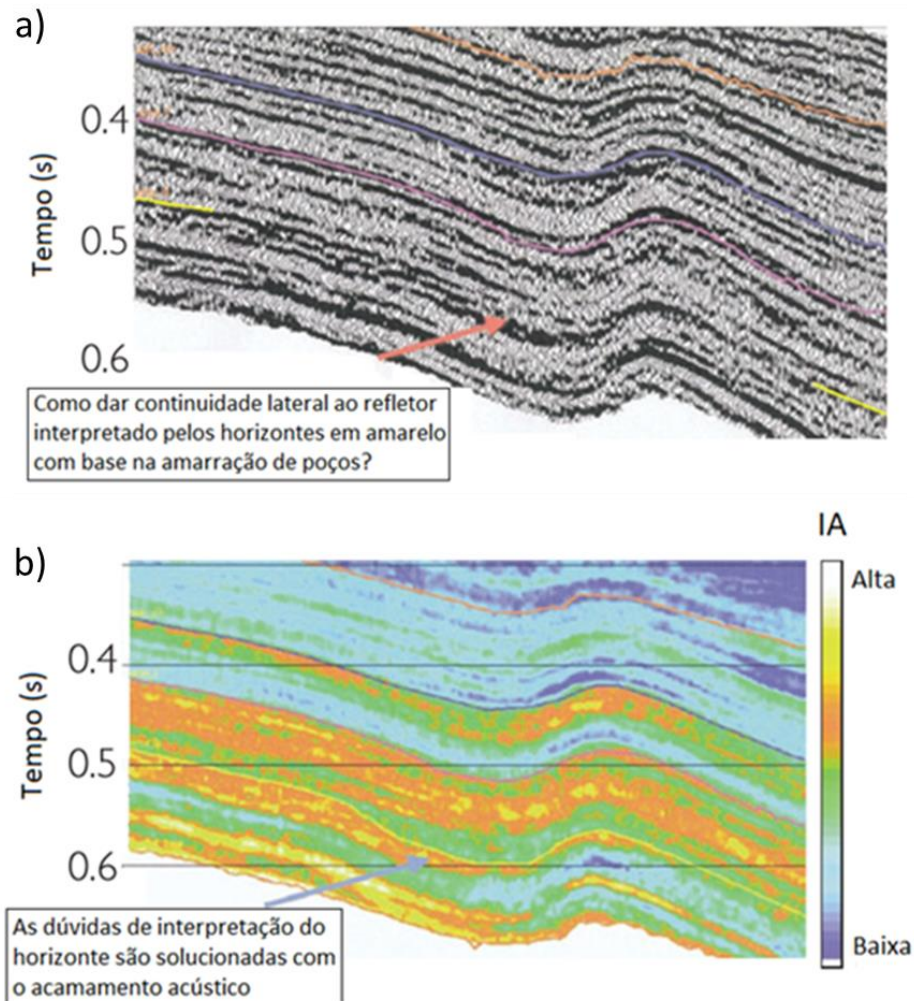 a)
0.4
0.5
0.6
Tempo (s)
Como dar continuidade lateral ao refletor
interpretado pelos horizontes em amarelo
com base na amarração de poços?
b)
IA
Alta
Baixa
0.4
0.5
0.6
Tempo (s)
As dúvidas de interpretação do
horizonte são solucionadas com
o acamamento acústico